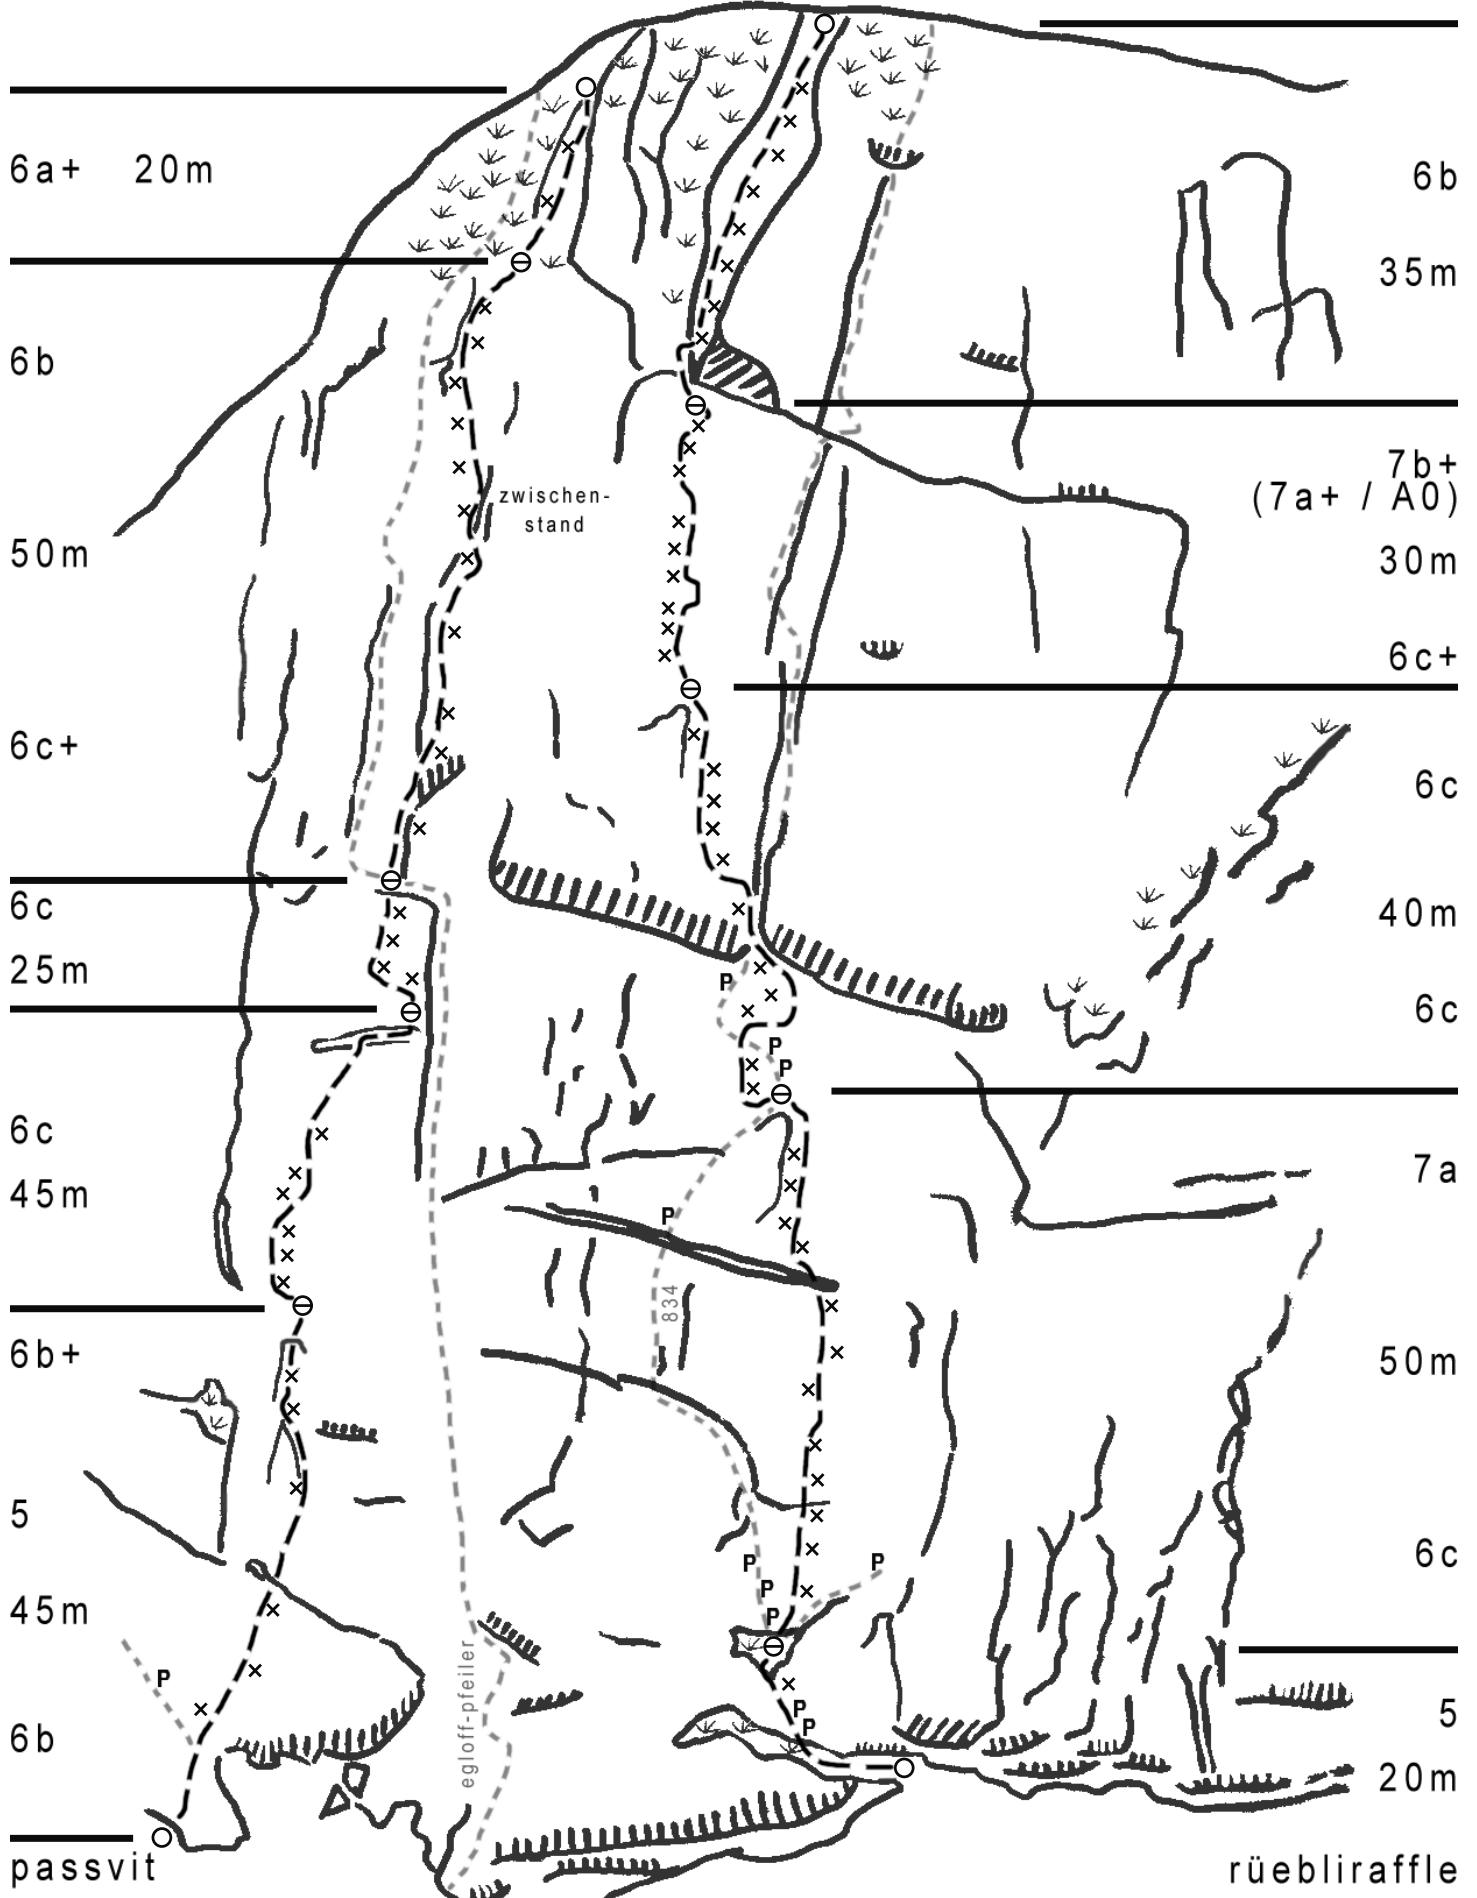 6a+ 20m
6b
50m
6c+
6c
25m
6c
45m
6b+
5
45m
6b
passvit
zwischen-
stand
P
egloff-pfeiler
834
P
P
P
P
P
P
P
P
P
P
P
6b
35m
7b+
(7a+ / A0)
30m
6c+
6c
40m
6c
7a
50m
6c
5
20m
rüebliraffle